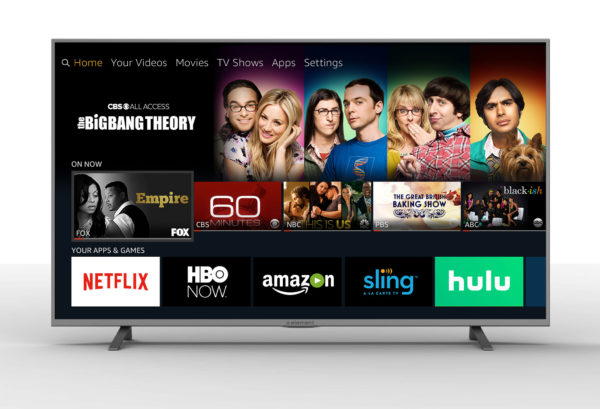 Home Your Videos Movies TV Shows Apps Settings
CBS ALL ACCESS
the BiG BANG THEORY
ON NOW
Empire
FOX
FOX
60
MINUTES
CBS
THIS IS US
NBC
THE GREAT BRITISH
BAKING SHOW
PBS
black-ish
ABC
abc
YOUR APPS & GAMES
NETFLIX
HBO
NOW
amazon
sling
A LA CARTE TV
hulu
element